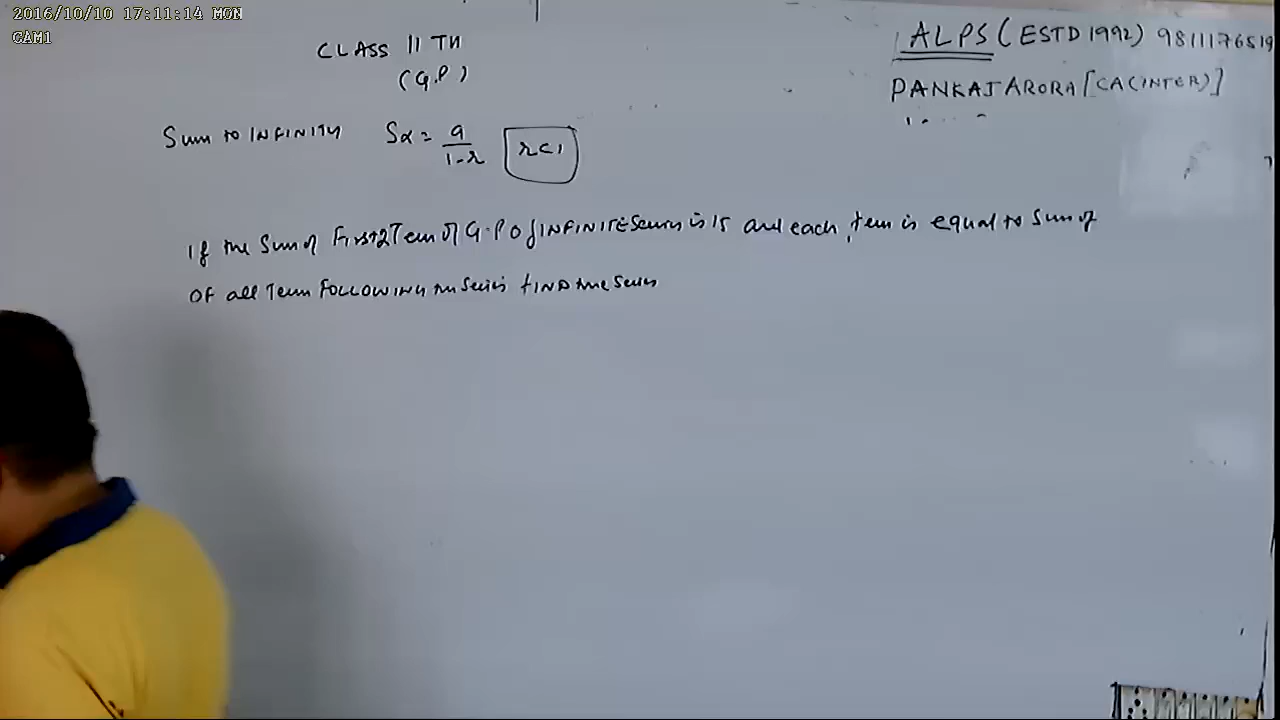 2016/10/10 17:11:14 MON
CAM1
CLASS 11 TH
(G.P)
ALPS (ESTD 1992) 9811176519
PANKAJ ARORA [CA(INTER)]
Sum to INFINITY S∝ = a/1-r r<1
If the Sum of First 2 Term of G.P Of INFINITE Series is 15 and each term is equal to Sum of
OF all Term FOLLOWING the Series FIND the Series